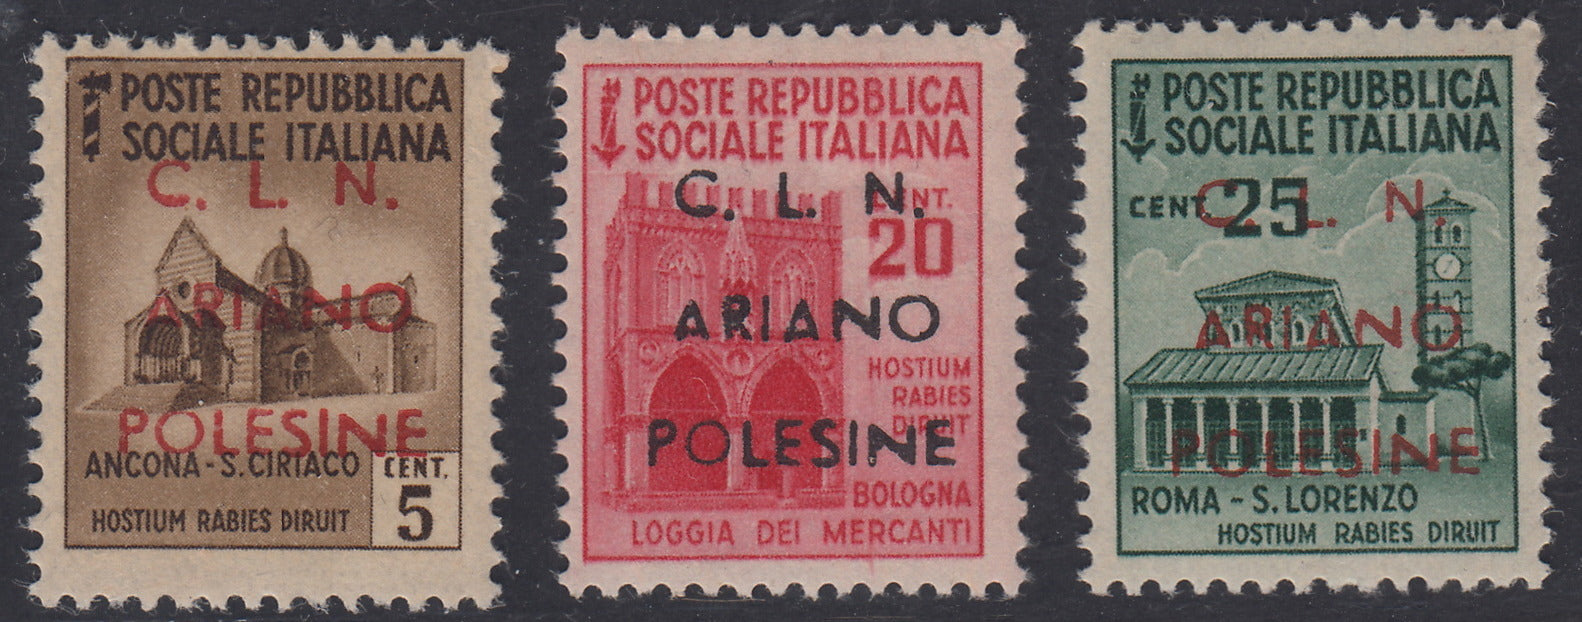 POSTE REPUBBLICA
SOCIALE ITALIANA
C. L. N.
ARIANO
POLESINE
ANCONA - S. CIRIACO
CENT.
5
HOSTIUM RABIES DIRUIT
POSTE REPUBBLICA
SOCIALE ITALIANA
C. L. N.
CENT.
20
ARIANO
HOSTIUM
RABIES
DIRUIT
POLESINE
BOLOGNA
LOGGIA DEI MERCANTI
POSTE REPUBBLICA
SOCIALE ITALIANA
CENT. 25
C. L. N.
ARIANO
POLESINE
ROMA - S. LORENZO
HOSTIUM RABIES DIRUIT